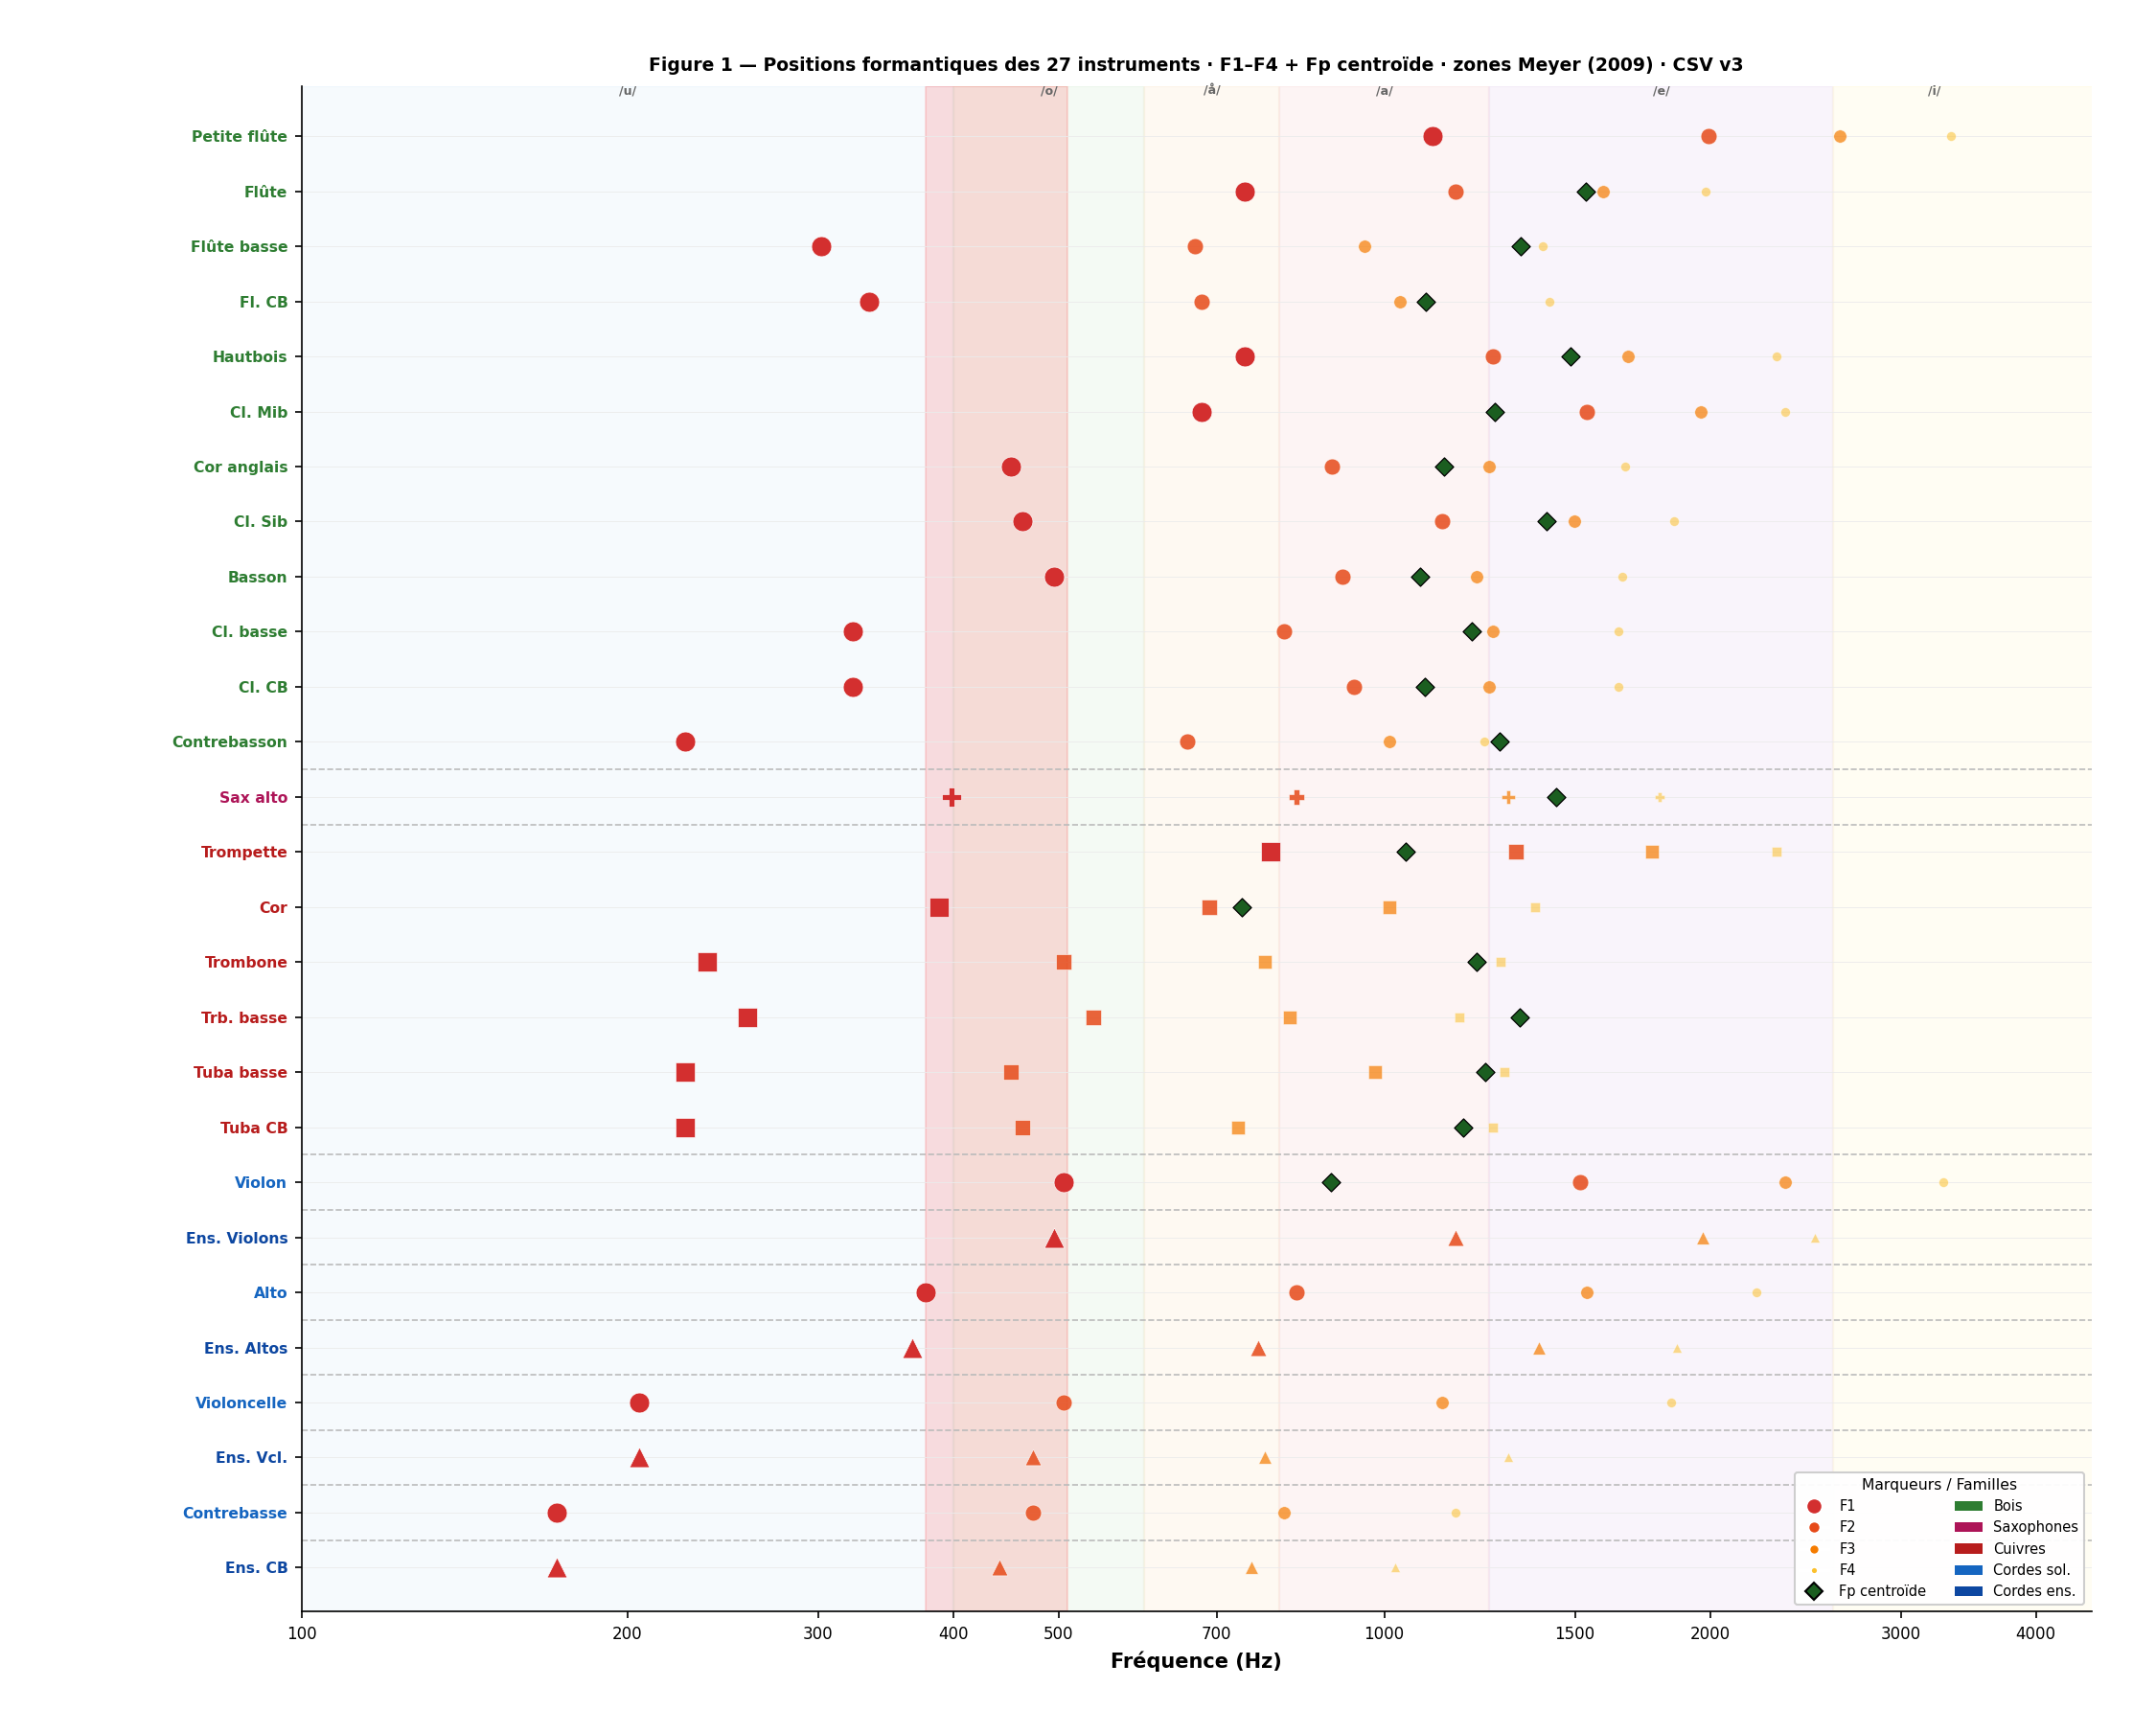 Figure 1 — Positions formantiques des 27 instruments · F1–F4 + Fp centroïde · zones Meyer (2009) · CSV v3
/u/ /o/ /å/ /a/ /e/ /i/
Petite flûte
Flûte
Flûte basse
Fl. CB
Hautbois
Cl. Mib
Cor anglais
Cl. Sib
Basson
Cl. basse
Cl. CB
Contrebasson
Sax alto
Trompette
Cor
Trombone
Trb. basse
Tuba basse
Tuba CB
Violon
Ens. Violons
Alto
Ens. Altos
Violoncelle
Ens. Vcl.
Contrebasse
Ens. CB
Marqueurs / Familles
F1 Bois
F2 Saxophones
F3 Cuivres
F4 Cordes sol.
Fp centroïde Cordes ens.
100 200 300 400 500 700 1000 1500 2000 3000 4000
Fréquence (Hz)